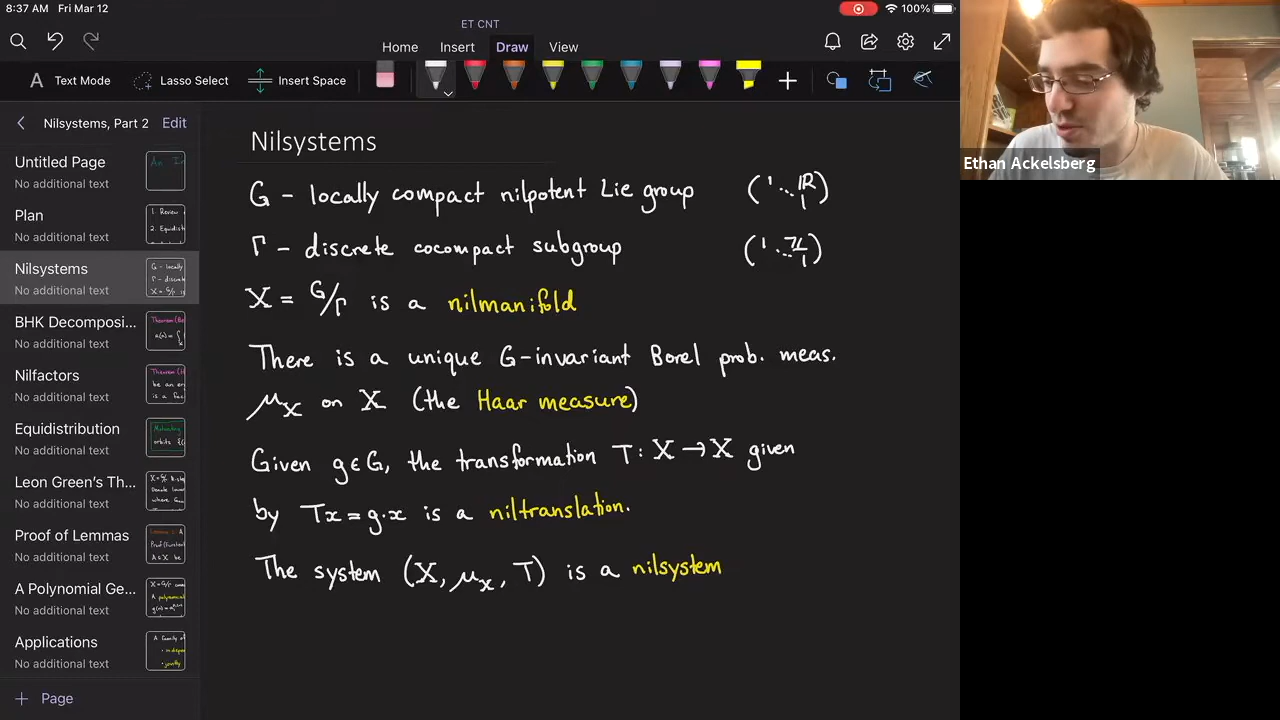 8:37 AM Fri Mar 12
100%
ET CNT
Home Insert Draw View
Text Mode Lasso Select Insert Space
Nilsystems, Part 2 Edit
Untitled Page
No additional text
Plan
No additional text
Nilsystems
No additional text
BHK Decomposi...
No additional text
Nilfactors
No additional text
Equidistribution
No additional text
Leon Green's Th...
No additional text
Proof of Lemmas
No additional text
A Polynomial Ge...
No additional text
Applications
No additional text
+ Page
Nilsystems
G - locally compact nilpotent Lie group (1 ⋱ ℝ 1)
Γ - discrete cocompact subgroup (1 ⋱ ℤ 1)
X = G/Γ is a nilmanifold
There is a unique G-invariant Borel prob. meas.
μ_X on X (the Haar measure)
Given g∈G, the transformation T: X → X given
by Tx = g·x is a niltranslation.
The system (X, μ_X, T) is a nilsystem
Ethan Ackelsberg